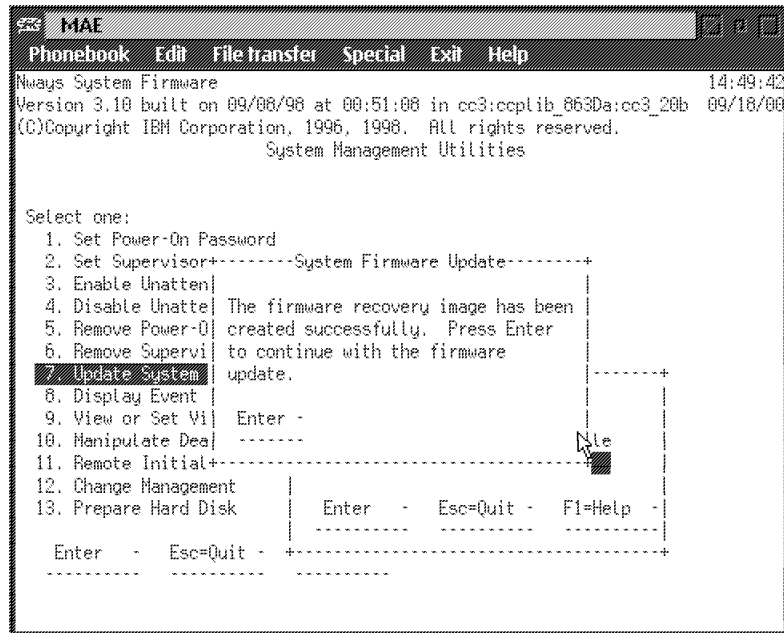 MAE
Phonebook Edit File transfer Special Exit Help
Nways System Firmware 14:49:42
Version 3.10 built on 09/08/98 at 00:51:08 in cc3:ccplib_863Da:cc3_20b 09/18/00
(C)Copyright IBM Corporation, 1996, 1998. All rights reserved.
System Management Utilities
Select one:
1. Set Power-On Password
2. Set Supervisor
3. Enable Unatten
4. Disable Unatte
5. Remove Power-O
6. Remove Supervi
7. Update System
8. Display Event
9. View or Set Vi
10. Manipulate Dea
11. Remote Initial
12. Change Management
13. Prepare Hard Disk
Enter - Esc=Quit -
System Firmware Update
The firmware recovery image has been
created successfully. Press Enter
to continue with the firmware
update.
Enter -
le
Enter - Esc=Quit - F1=Help -